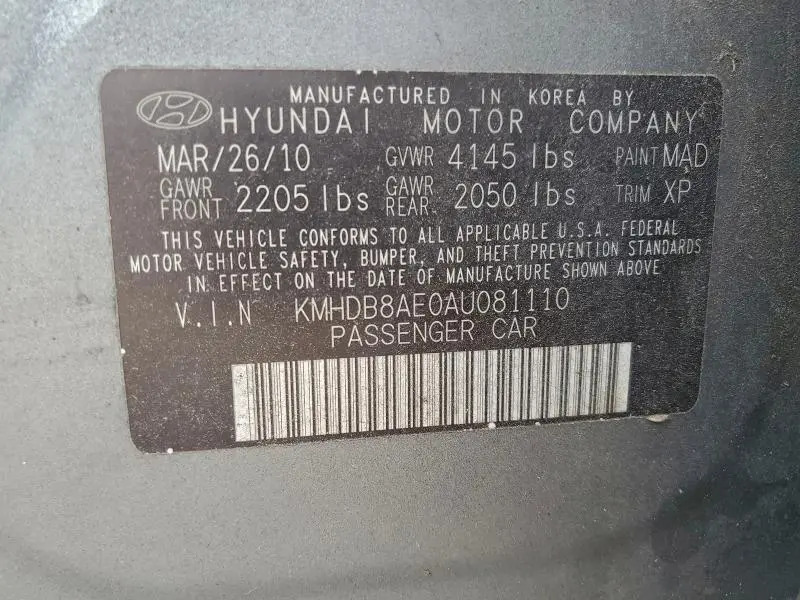 MANUFACTURED IN KOREA BY
HYUNDAI MOTOR COMPANY
MAR/26/10 GVWR 4145 lbs PAINT MAD
GAWR FRONT 2205 lbs GAWR REAR 2050 lbs TRIM XP
THIS VEHICLE CONFORMS TO ALL APPLICABLE U.S.A. FEDERAL
MOTOR VEHICLE SAFETY, BUMPER, AND THEFT PREVENTION STANDARDS
IN EFFECT ON THE DATE OF MANUFACTURE SHOWN ABOVE
V.I.N KMHDB8AE0AU081110
PASSENGER CAR